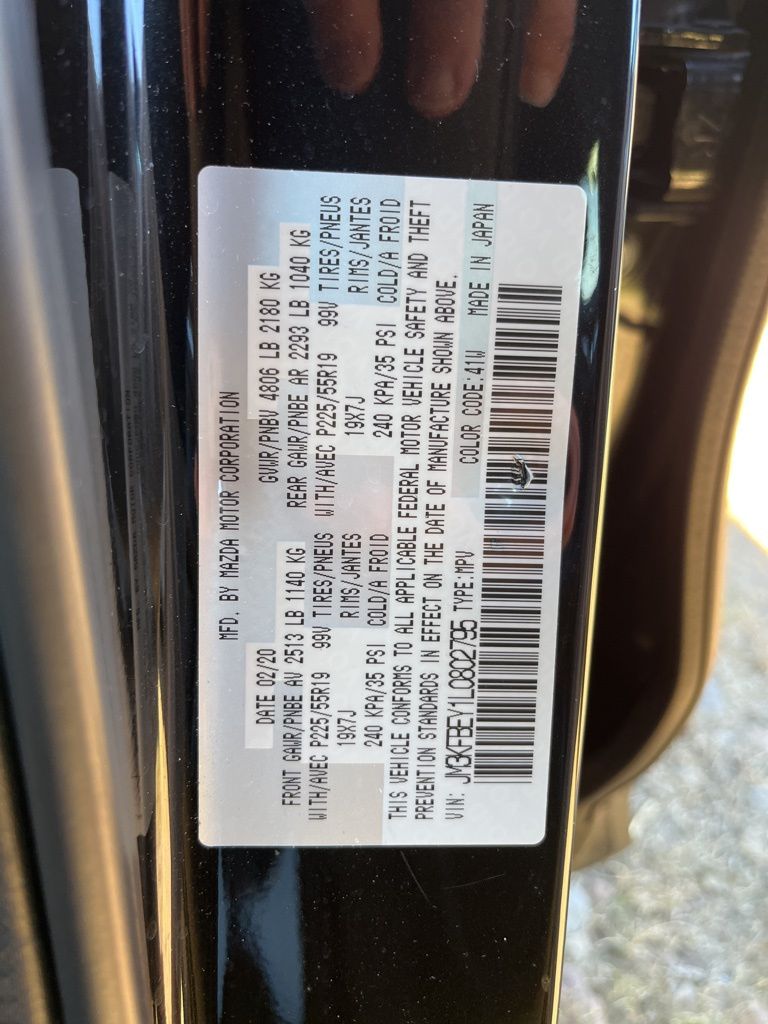 MFD. BY MAZDA MOTOR CORPORATION
DATE 02/20 GVWR/PNBV 4806 LB 2180 KG
FRONT GAWR/PNBE AV 2513 LB 1140 KG REAR GAWR/PNBE AR 2293 LB 1040 KG
WITH/AVEC P225/55R19 99V TIRES/PNEUS WITH/AVEC P225/55R19 99V TIRES/PNEUS
19X7J RIMS/JANTES 19X7J RIMS/JANTES
240 KPA/35 PSI COLD/A FROID 240 KPA/35 PSI COLD/A FROID
THIS VEHICLE CONFORMS TO ALL APPLICABLE FEDERAL MOTOR VEHICLE SAFETY AND THEFT
PREVENTION STANDARDS IN EFFECT ON THE DATE OF MANUFACTURE SHOWN ABOVE.
VIN: JM3KFBEY1L0802795 TYPE:MPV COLOR CODE:41W MADE IN JAPAN